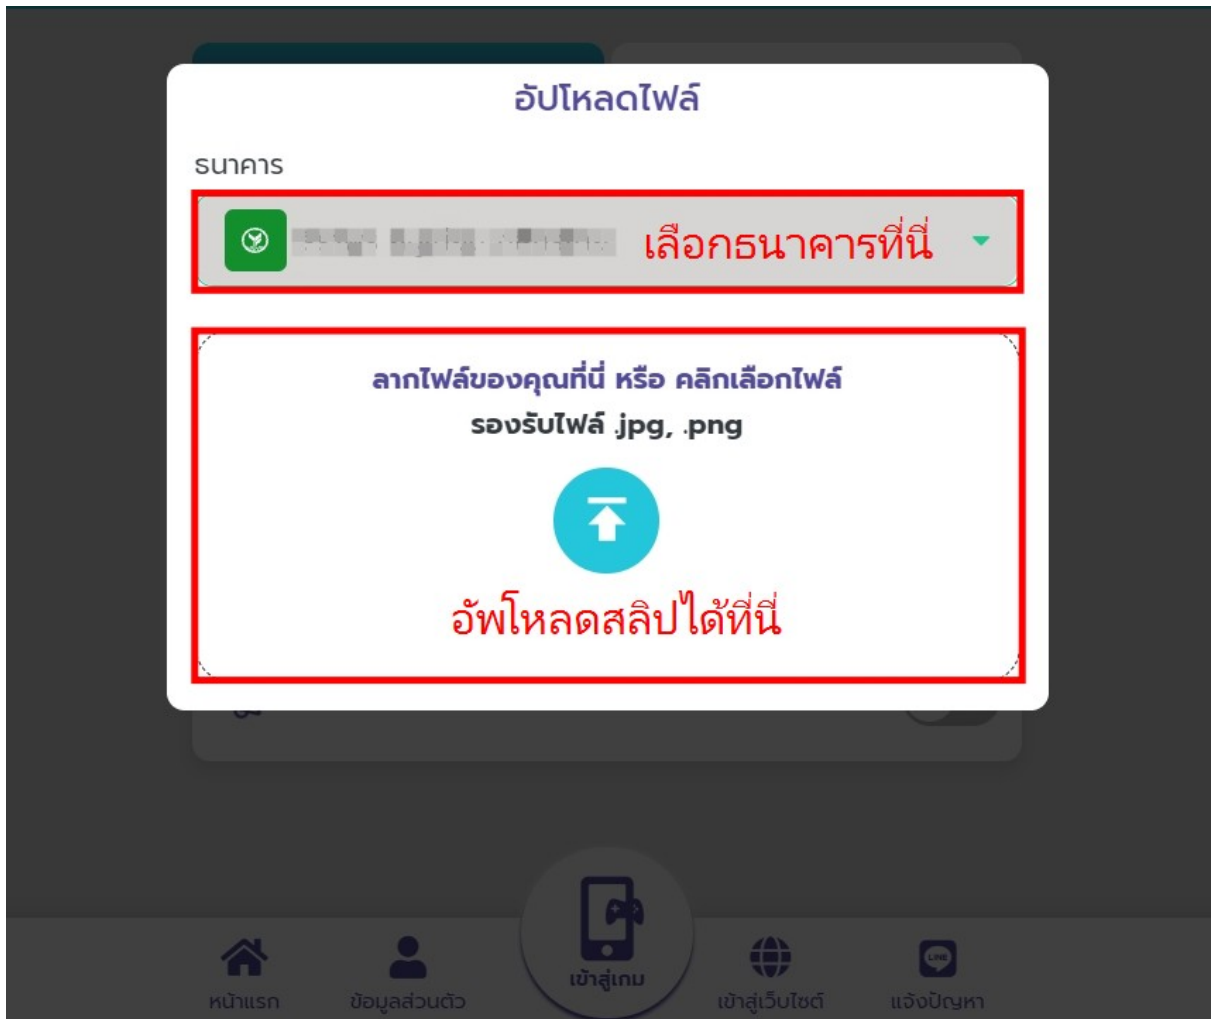 อัปโหลดไฟล์
ธนาคาร
เลือกธนาคารที่นี่
ลากไฟล์ของคุณที่นี่ หรือ คลิกเลือกไฟล์
รองรับไฟล์ .jpg, .png
อัพโหลดสลิปได้ที่นี่
หน้าแรก
ข้อมูลส่วนตัว
เข้าสู่เกม
เข้าสู่เว็บไซต์
LINE
แจ้งปัญหา